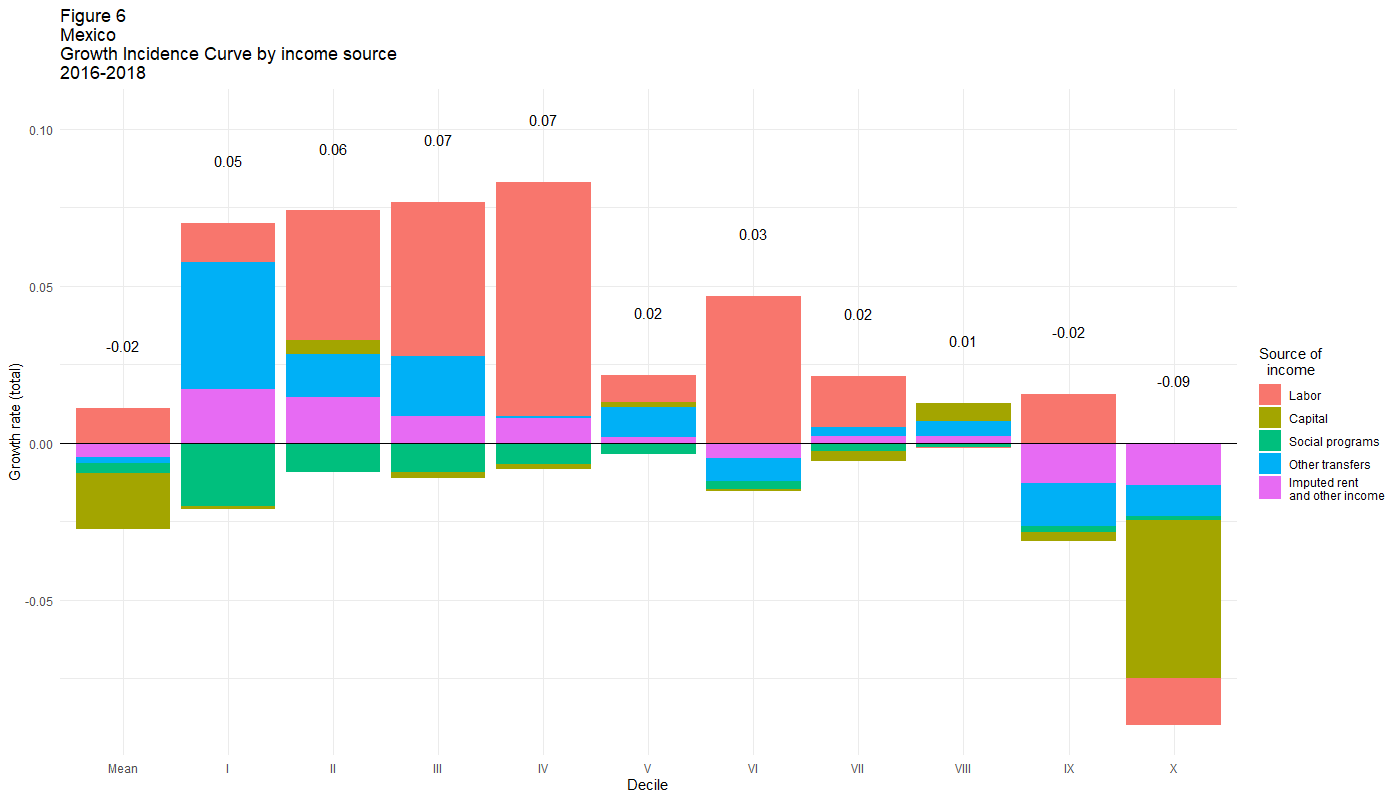 Figure 6
Mexico
Growth Incidence Curve by income source
2016-2018
0.10
0.05
0.00
-0.05
Growth rate (total)
-0.02
0.05
0.06
0.07
0.07
0.02
0.03
0.02
0.01
-0.02
-0.09
Mean
I
II
III
IV
V
VI
VII
VIII
IX
X
Decile
Source of
income
Labor
Capital
Social programs
Other transfers
Imputed rent
and other income